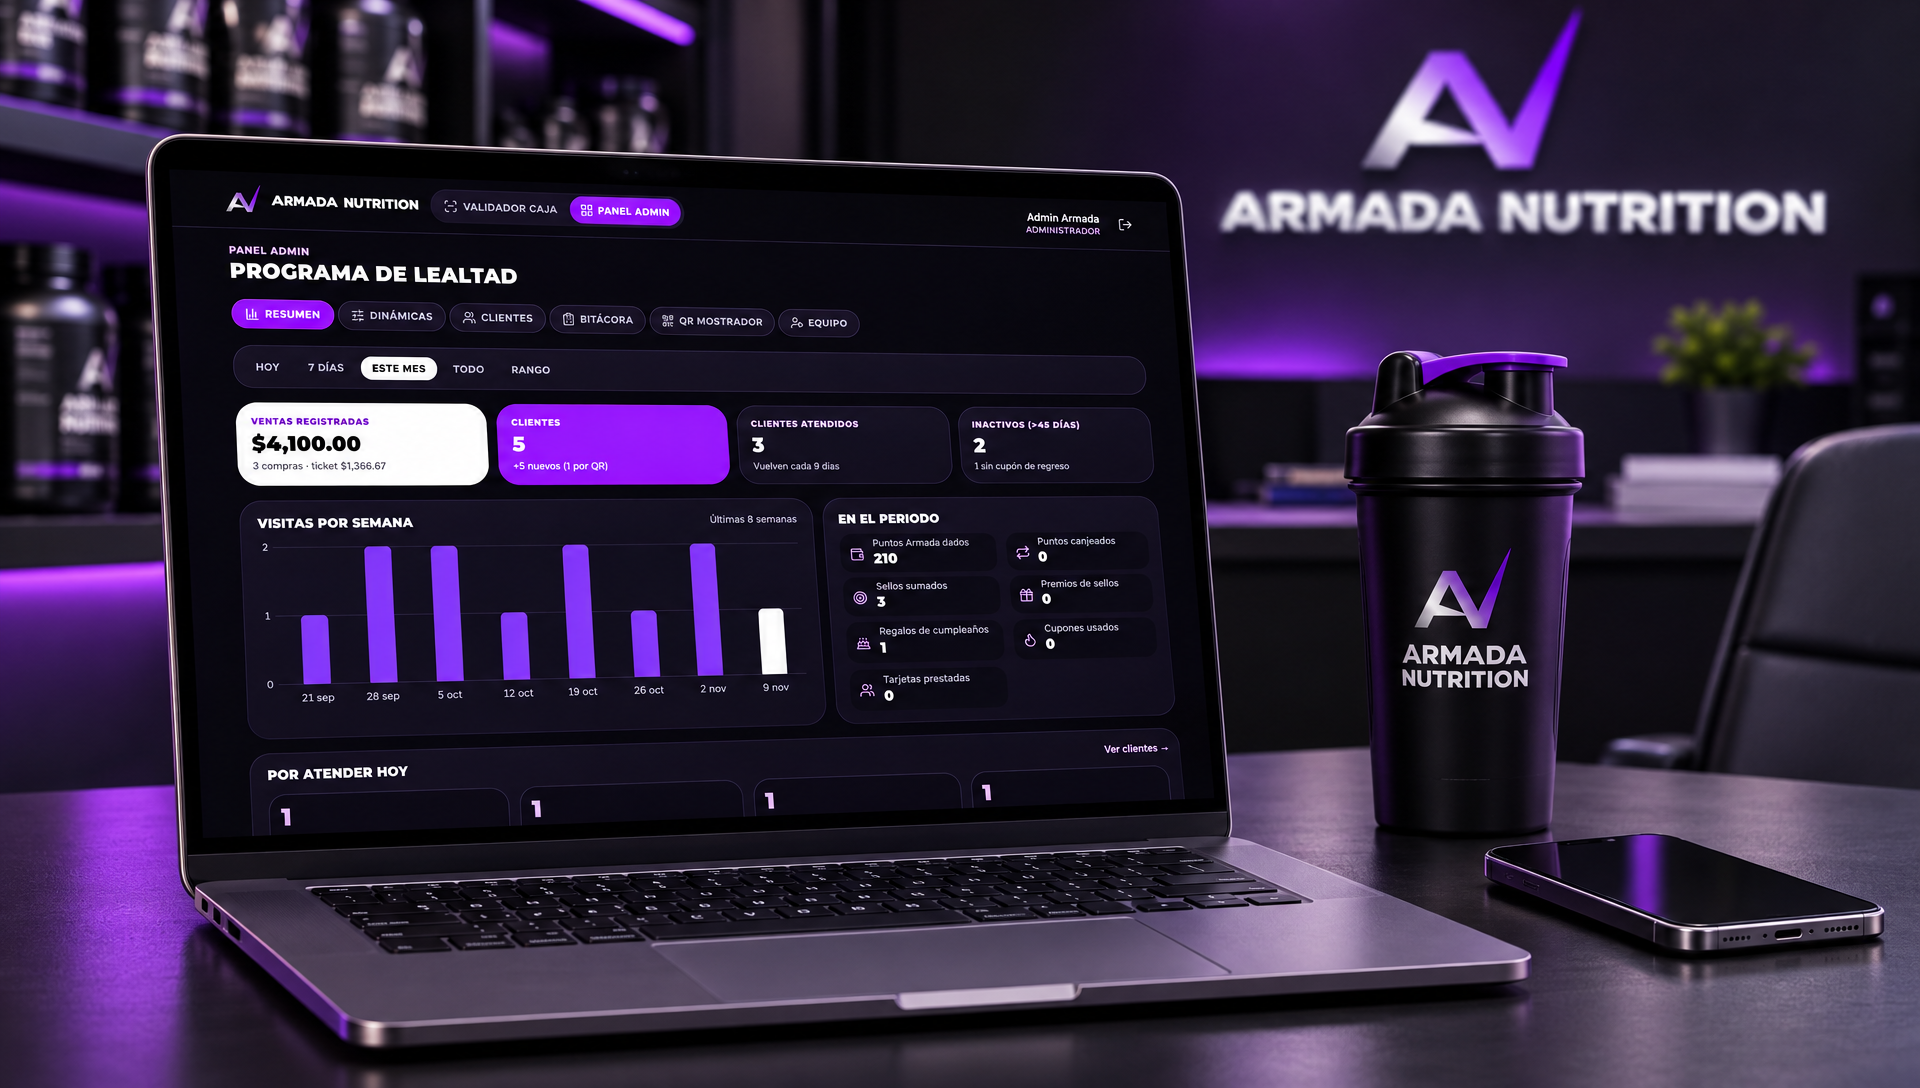 ARMADA NUTRITION
VALIDADOR CAJA
PANEL ADMIN
Admin Armada
ADMINISTRADOR
PANEL ADMIN
PROGRAMA DE LEALTAD
RESUMEN
DINÁMICAS
CLIENTES
BITÁCORA
QR MOSTRADOR
EQUIPO
HOY
7 DÍAS
ESTE MES
TODO
RANGO
VENTAS REGISTRADAS
$4,100.00
3 compras · ticket $1,366.67
CLIENTES
5
+5 nuevos (1 por QR)
CLIENTES ATENDIDOS
3
Vuelven cada 9 dias
INACTIVOS (>45 DÍAS)
2
1 sin cupón de regreso
VISITAS POR SEMANA
Últimas 8 semanas
2
1
0
21 sep
28 sep
5 oct
12 oct
19 oct
26 oct
2 nov
9 nov
EN EL PERIODO
Puntos Armada dados
210
Puntos canjeados
0
Sellos sumados
3
Premios de sellos
0
Regalos de cumpleaños
1
Cupones usados
0
Tarjetas prestadas
0
POR ATENDER HOY
Ver clientes →
1
1
1
1
ARMADA NUTRITION
ARMADA
NUTRITION